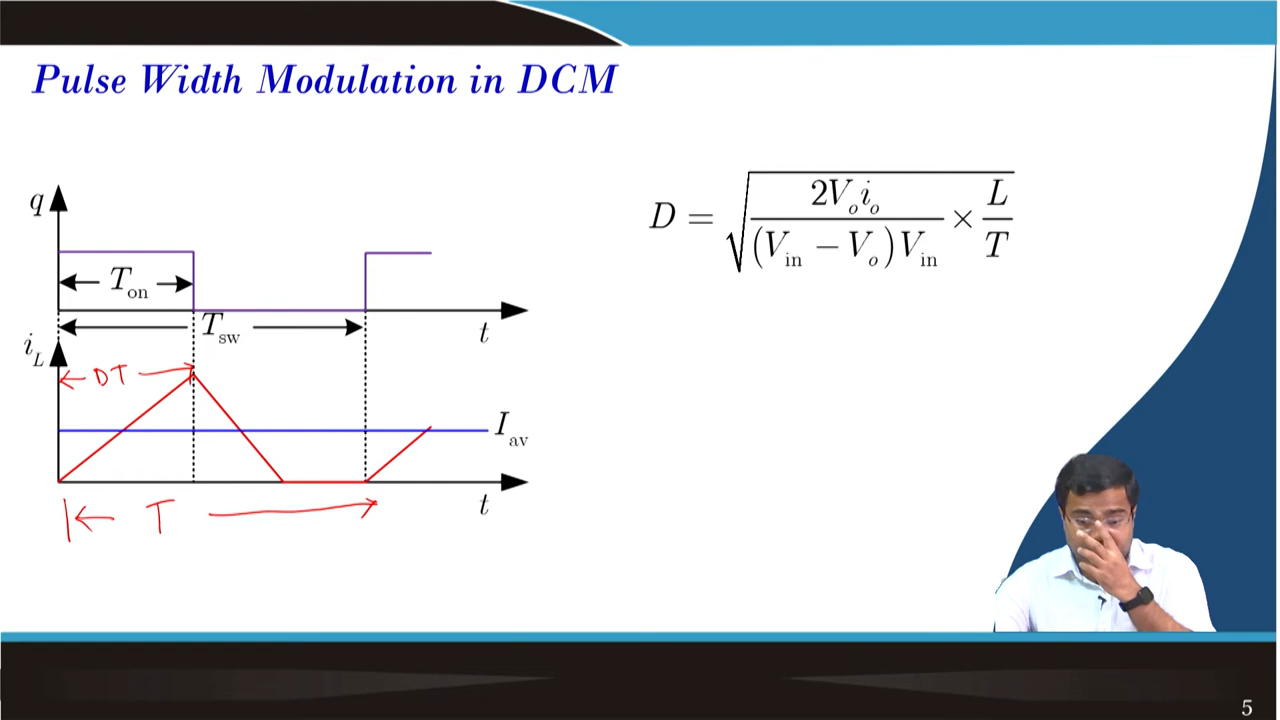 Pulse Width Modulation in DCM
q
T_on
T_sw
t
i_L
← DT →
I_av
t
|← T →
D = √(2V_o i_o / ((V_in − V_o) V_in) × L / T)
5